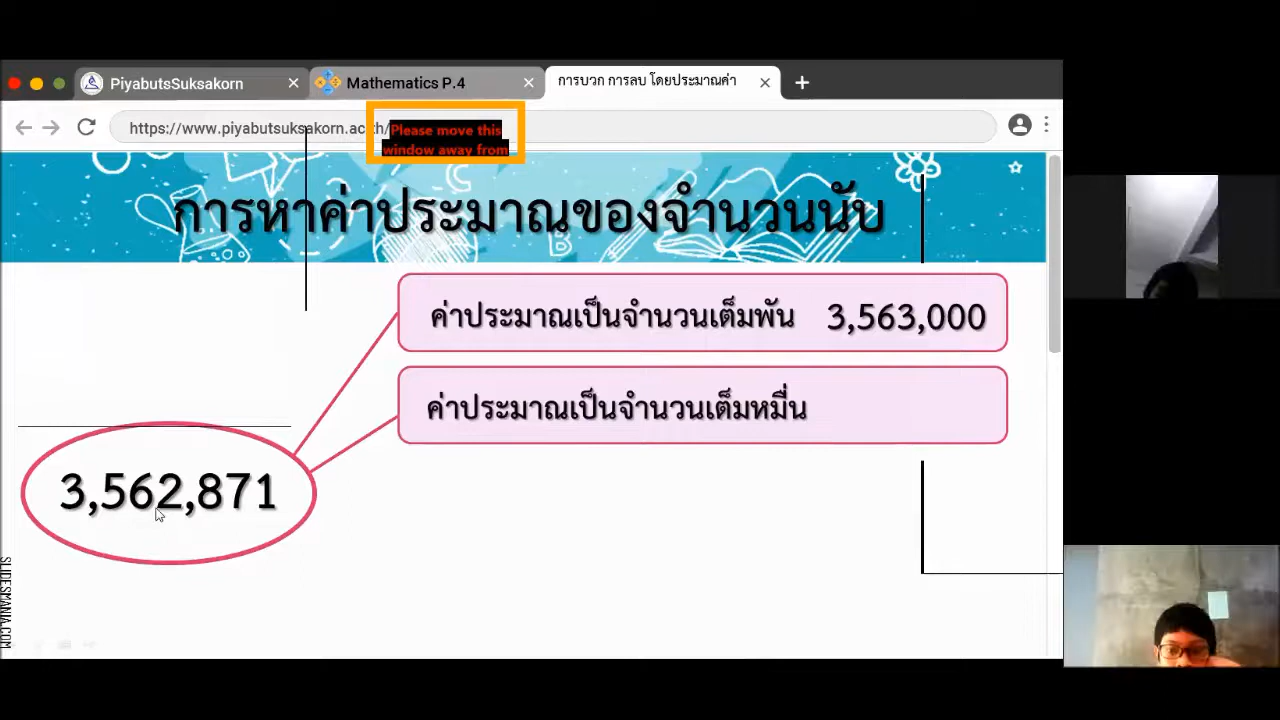 PiyabutsSuksakorn
Mathematics P.4
การบวก การลบ โดยประมาณค่า
https://www.piyabutsuksakorn.ac.th/
Please move this
window away from
การหาค่าประมาณของจำนวนนับ
ค่าประมาณเป็นจำนวนเต็มพัน 3,563,000
ค่าประมาณเป็นจำนวนเต็มหมื่น
3,562,871
SLIDESMANIA.COM